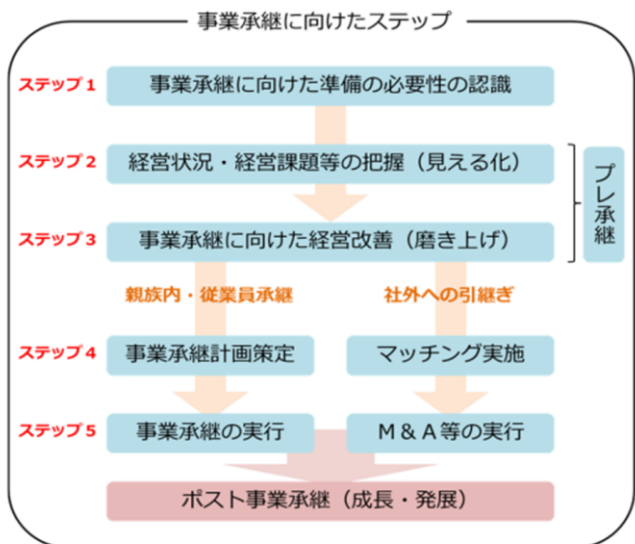 事業承継に向けたステップ
ステップ1 事業承継に向けた準備の必要性の認識
ステップ2 経営状況・経営課題等の把握（見える化）
プレ承継
ステップ3 事業承継に向けた経営改善（磨き上げ）
親族内・従業員承継 社外への引継ぎ
ステップ4 事業承継計画策定 マッチング実施
ステップ5 事業承継の実行 Ｍ＆Ａ等の実行
ポスト事業承継（成長・発展）